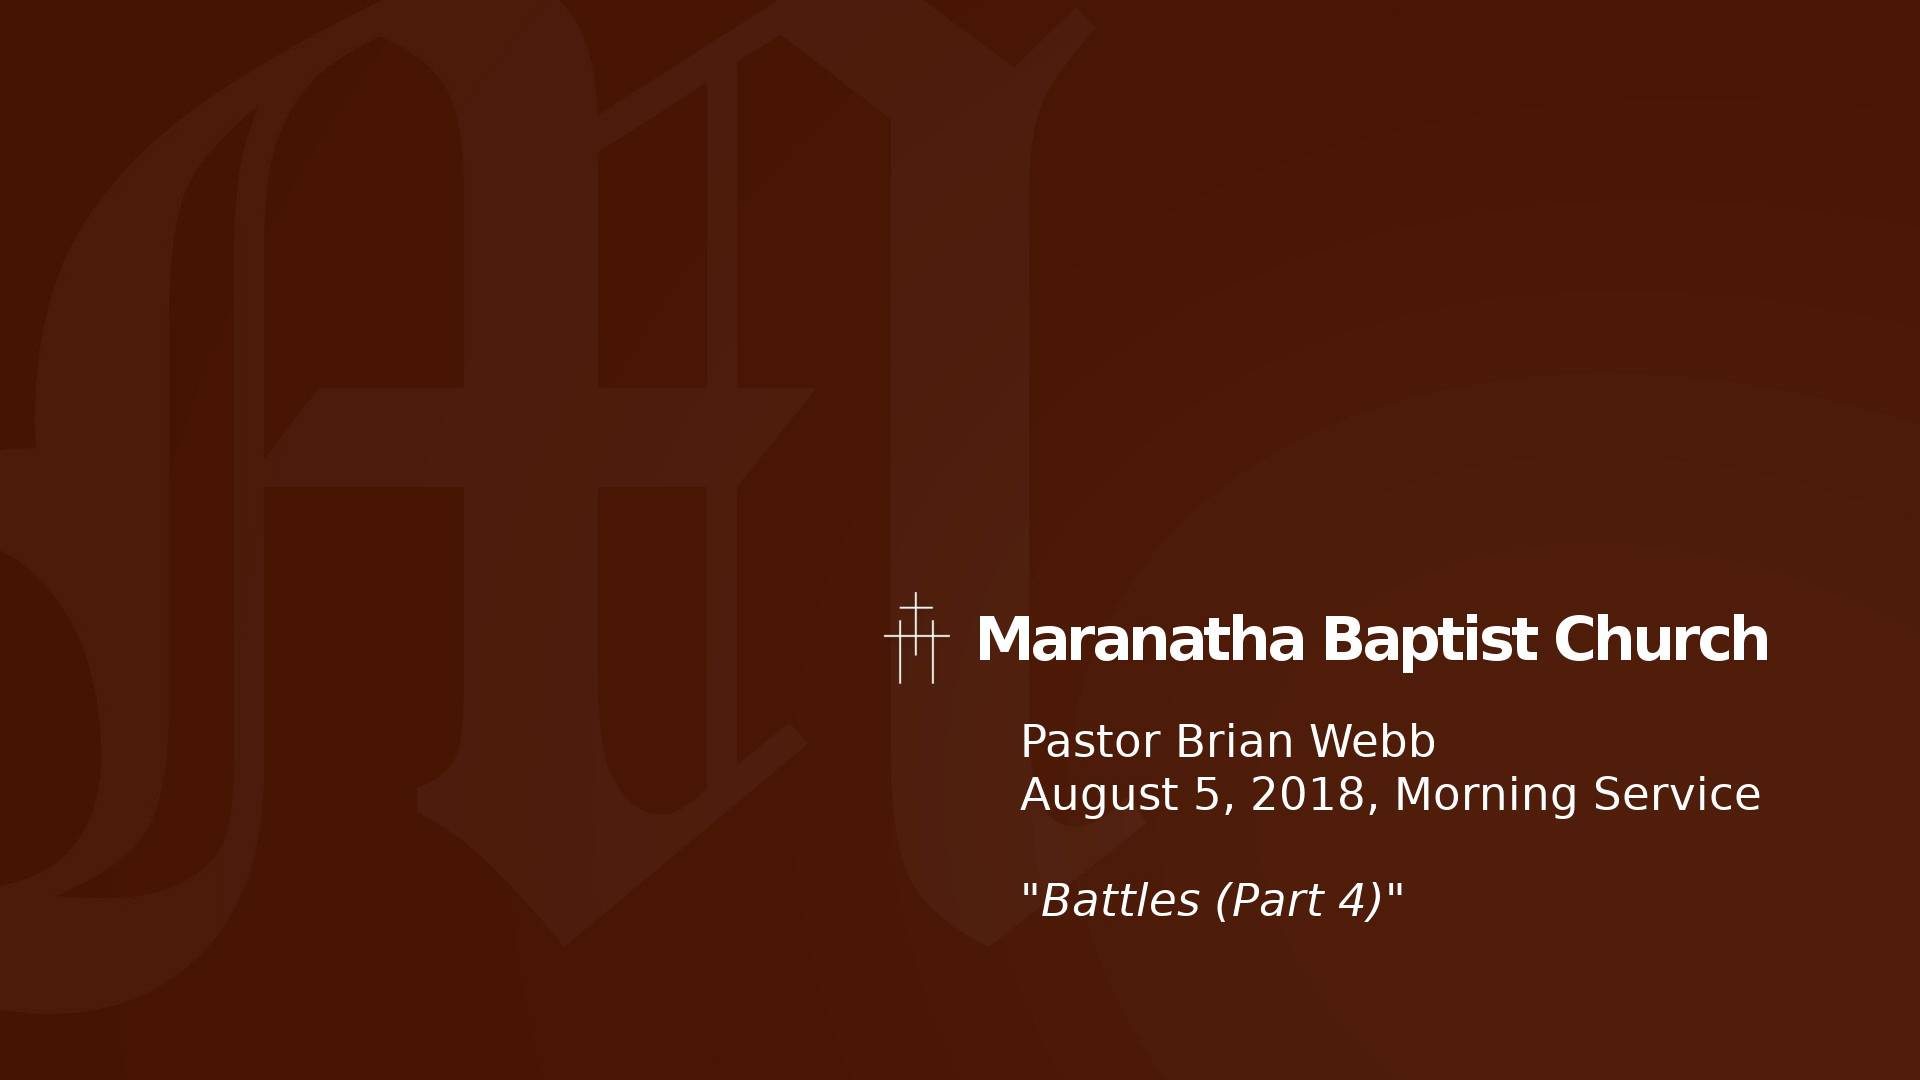 Maranatha Baptist Church
Pastor Brian Webb
August 5, 2018, Morning Service
"Battles (Part 4)"